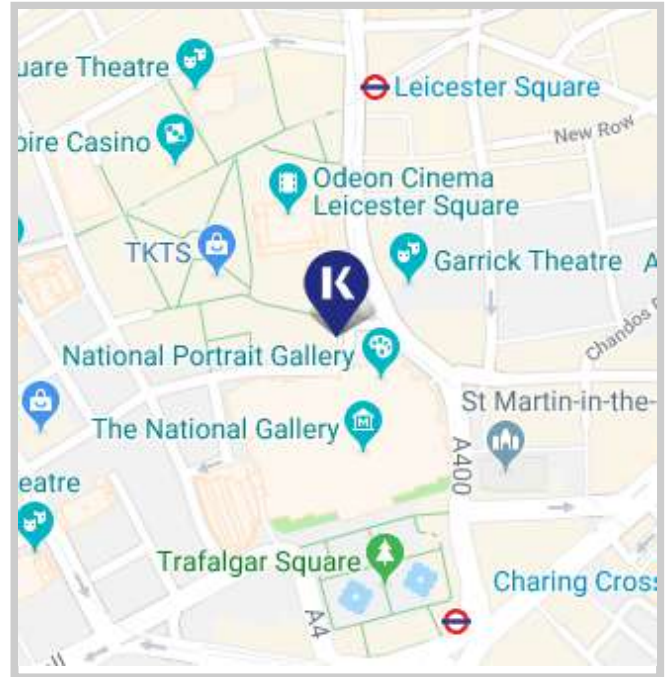 uare Theatre
Leicester Square
New Row
pire Casino
Odeon Cinema
Leicester Square
TKTS
Garrick Theatre
A
K
Chandos
National Portrait Gallery
St Martin-in-the-
The National Gallery
A400
eatre
Trafalgar Square
Charing Cross
A4
all